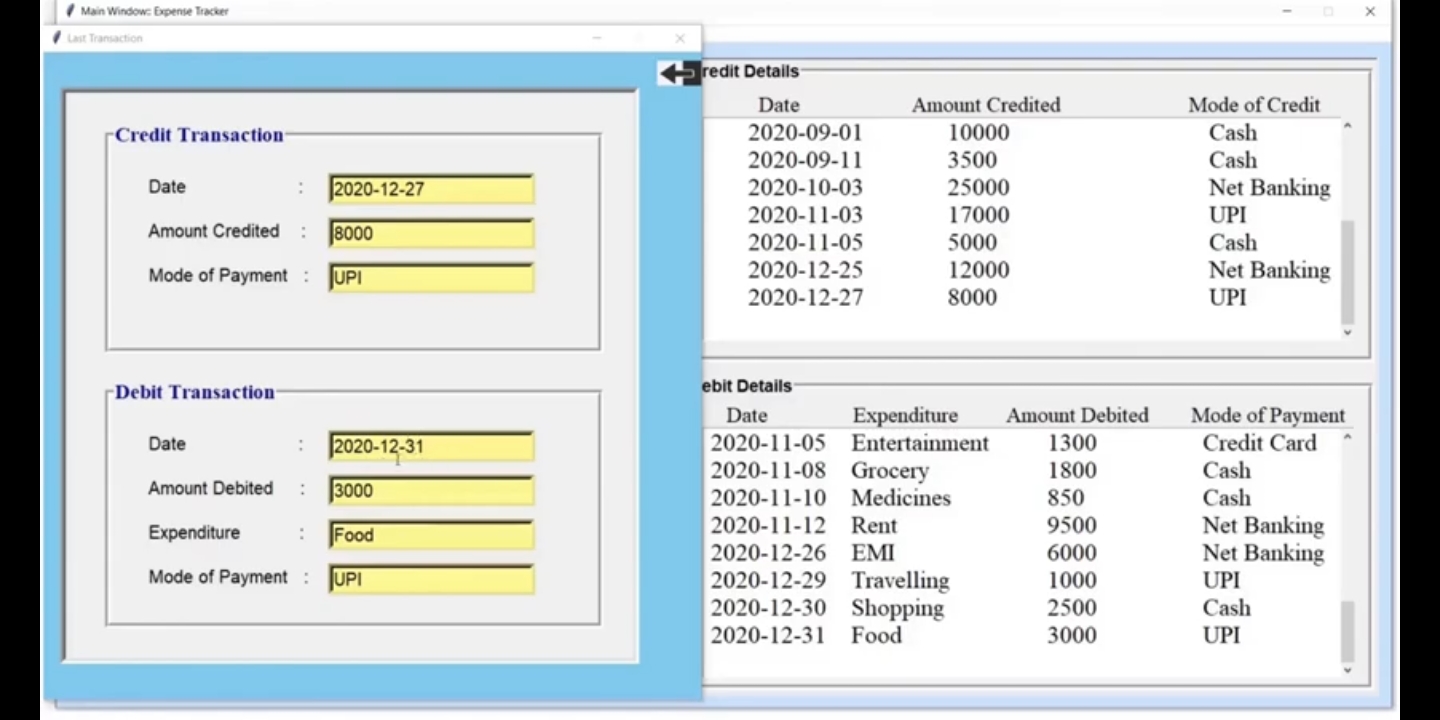 Main Window: Expense Tracker
Last Transaction
Credit Transaction
Date : 2020-12-27
Amount Credited : 8000
Mode of Payment : UPI
Debit Transaction
Date : 2020-12-31
Amount Debited : 3000
Expenditure : Food
Mode of Payment : UPI
redit Details
Date Amount Credited Mode of Credit
2020-09-01 10000 Cash
2020-09-11 3500 Cash
2020-10-03 25000 Net Banking
2020-11-03 17000 UPI
2020-11-05 5000 Cash
2020-12-25 12000 Net Banking
2020-12-27 8000 UPI
ebit Details
Date Expenditure Amount Debited Mode of Payment
2020-11-05 Entertainment 1300 Credit Card
2020-11-08 Grocery 1800 Cash
2020-11-10 Medicines 850 Cash
2020-11-12 Rent 9500 Net Banking
2020-12-26 EMI 6000 Net Banking
2020-12-29 Travelling 1000 UPI
2020-12-30 Shopping 2500 Cash
2020-12-31 Food 3000 UPI